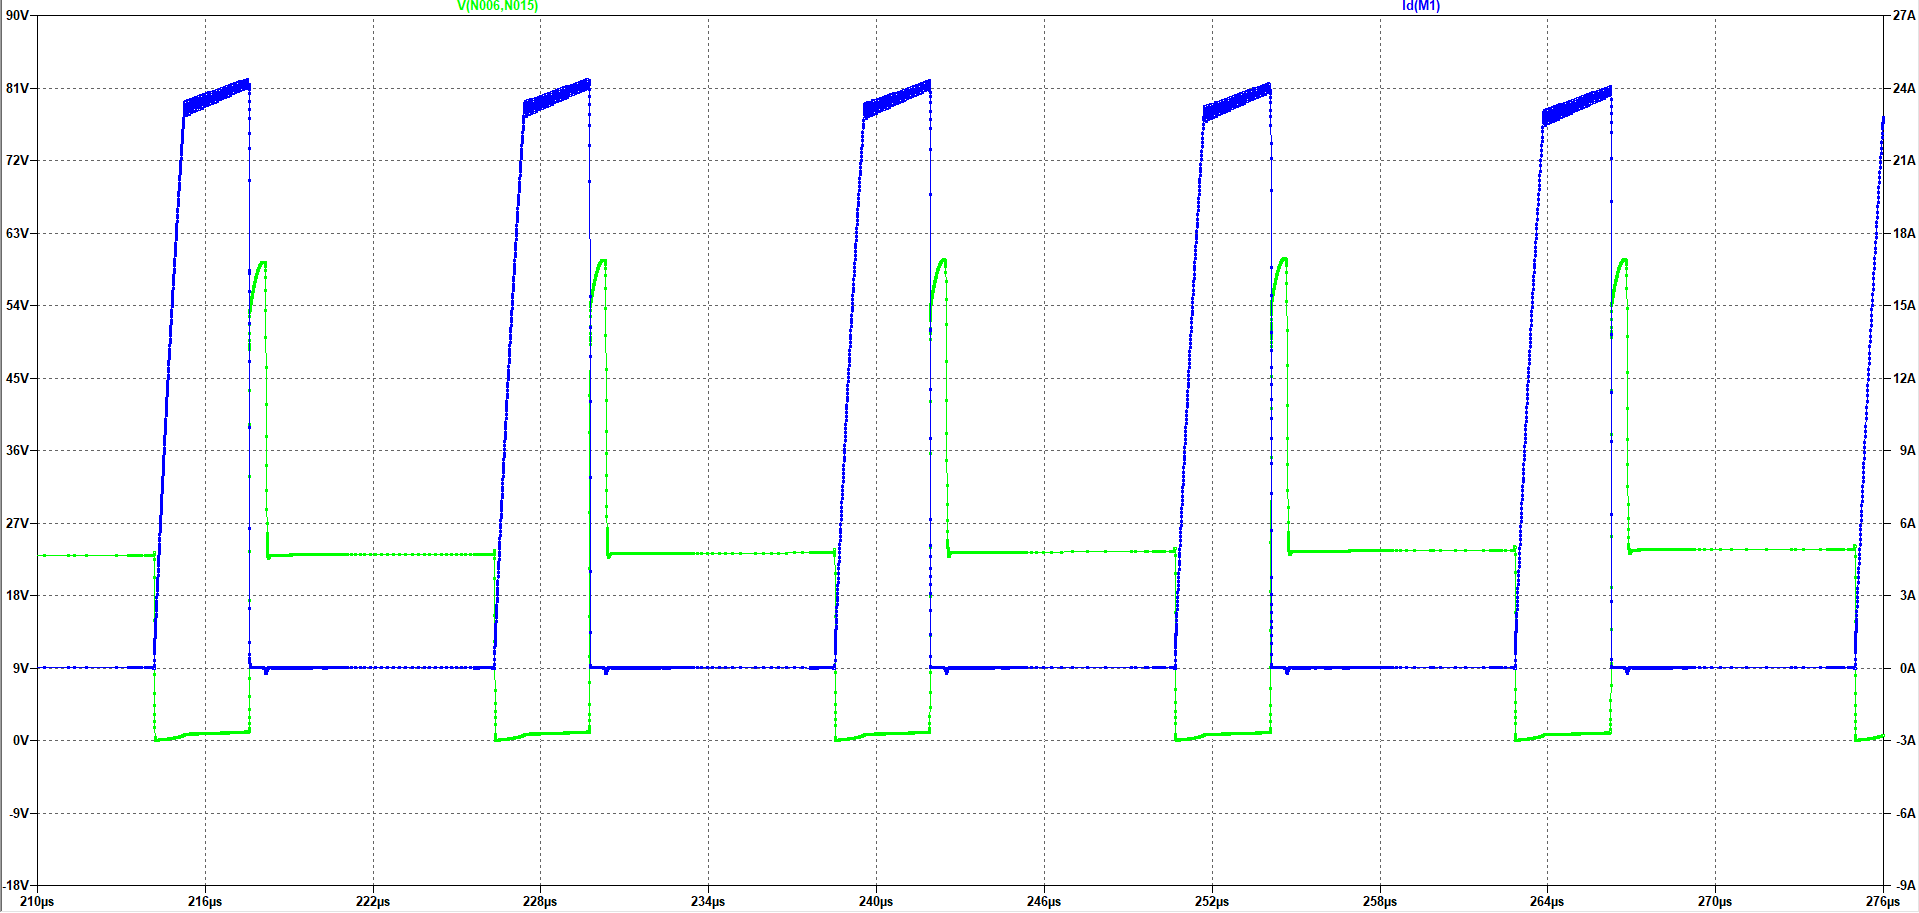 V(N006,N015) Id(M1)
90V 27A
81V 24A
72V 21A
63V 18A
54V 15A
45V 12A
36V 9A
27V 6A
18V 3A
9V 0A
0V -3A
-9V -6A
-18V -9A
210µs 216µs 222µs 228µs 234µs 240µs 246µs 252µs 258µs 264µs 270µs 276µs